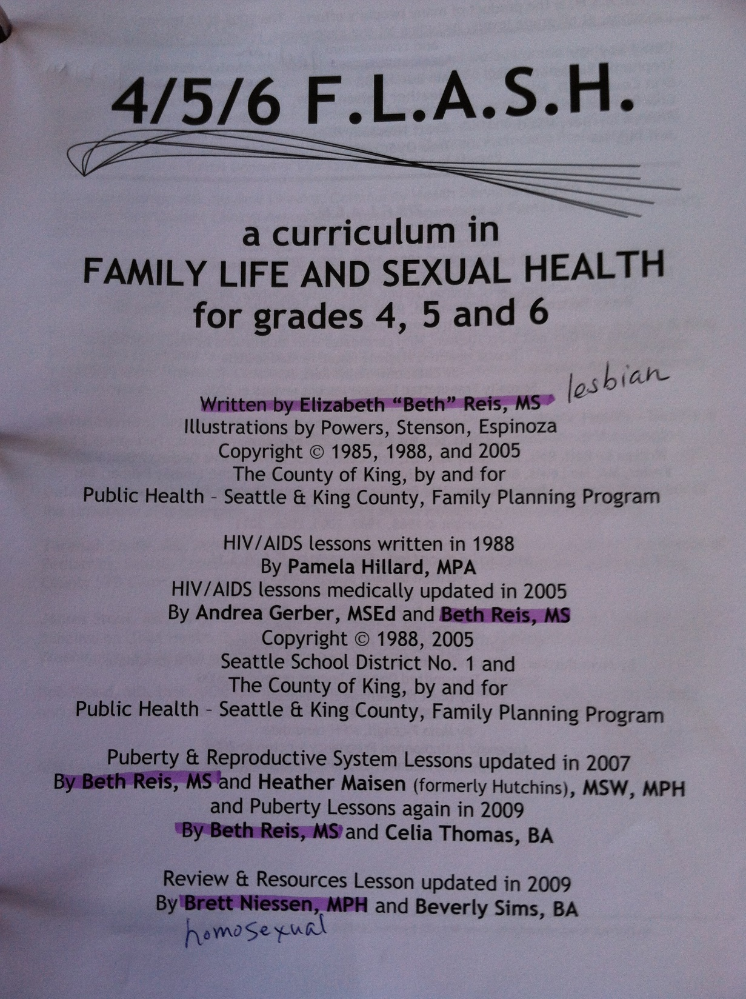 4/5/6 F.L.A.S.H.
a curriculum in
FAMILY LIFE AND SEXUAL HEALTH
for grades 4, 5 and 6
lesbian
Written by Elizabeth “Beth” Reis, MS
Illustrations by Powers, Stenson, Espinoza
Copyright © 1985, 1988, and 2005
The County of King, by and for
Public Health - Seattle & King County, Family Planning Program
HIV/AIDS lessons written in 1988
By Pamela Hillard, MPA
HIV/AIDS lessons medically updated in 2005
By Andrea Gerber, MSEd and Beth Reis, MS
Copyright © 1988, 2005
Seattle School District No. 1 and
The County of King, by and for
Public Health - Seattle & King County, Family Planning Program
Puberty & Reproductive System Lessons updated in 2007
By Beth Reis, MS and Heather Maisen (formerly Hutchins), MSW, MPH
and Puberty Lessons again in 2009
By Beth Reis, MS and Celia Thomas, BA
Review & Resources Lesson updated in 2009
By Brett Niessen, MPH and Beverly Sims, BA
homosexual